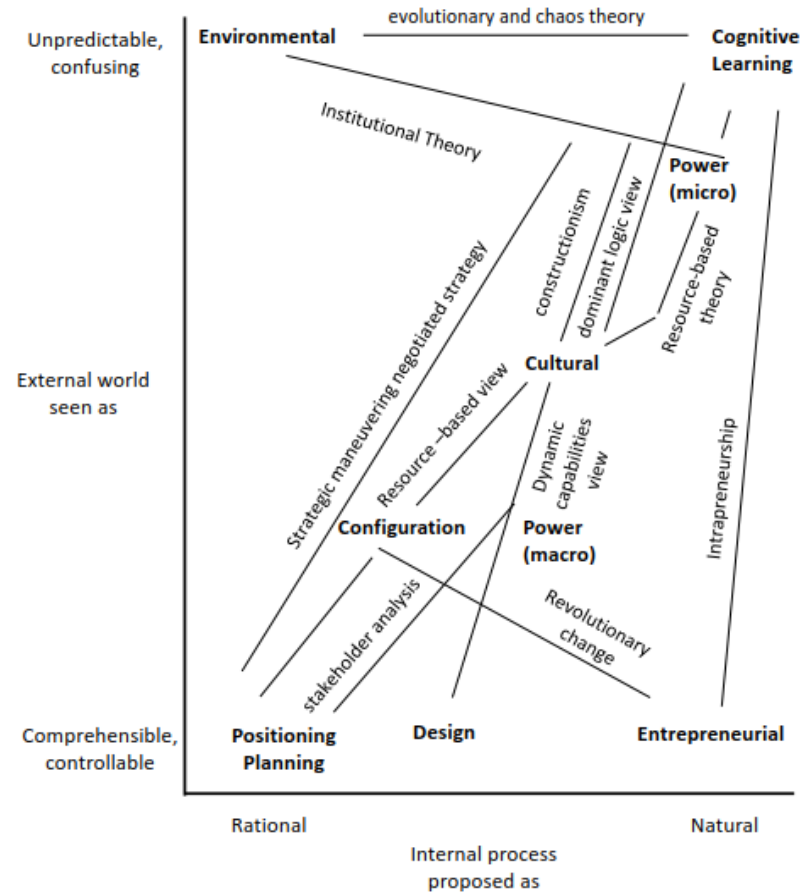 evolutionary and chaos theory
Unpredictable,
confusing
Environmental
Cognitive
Learning
Institutional Theory
Power
(micro)
constructionism
dominant logic view
Resource-based
theory
Strategic maneuvering negotiated strategy
External world
seen as
Cultural
Resource –based view
Dynamic
capabilities
view
Intrapreneurship
Configuration
Power
(macro)
stakeholder analysis
Revolutionary
change
Comprehensible,
controllable
Positioning
Planning
Design
Entrepreneurial
Rational
Natural
Internal process
proposed as